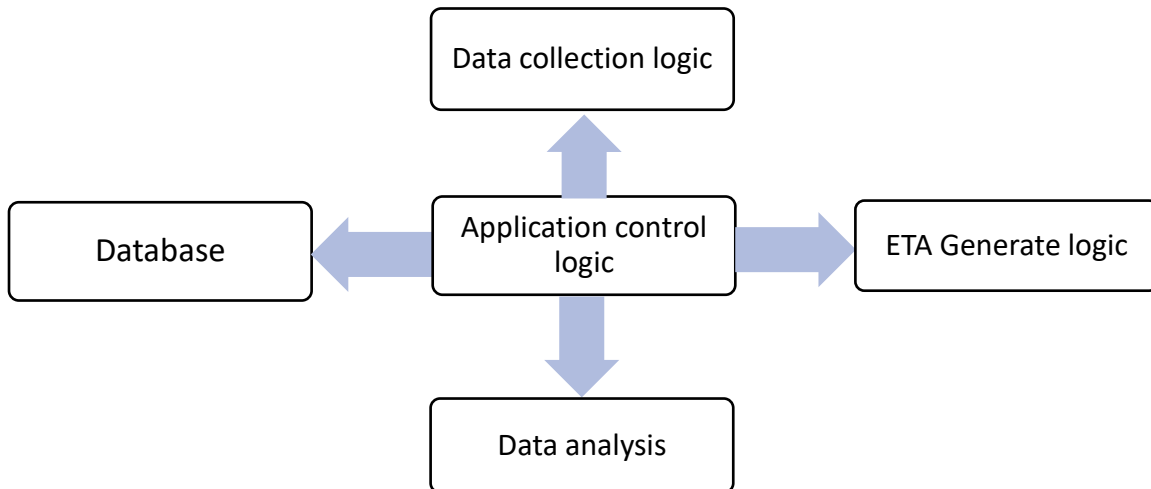 Data collection logic
Database
Application control
logic
ETA Generate logic
Data analysis